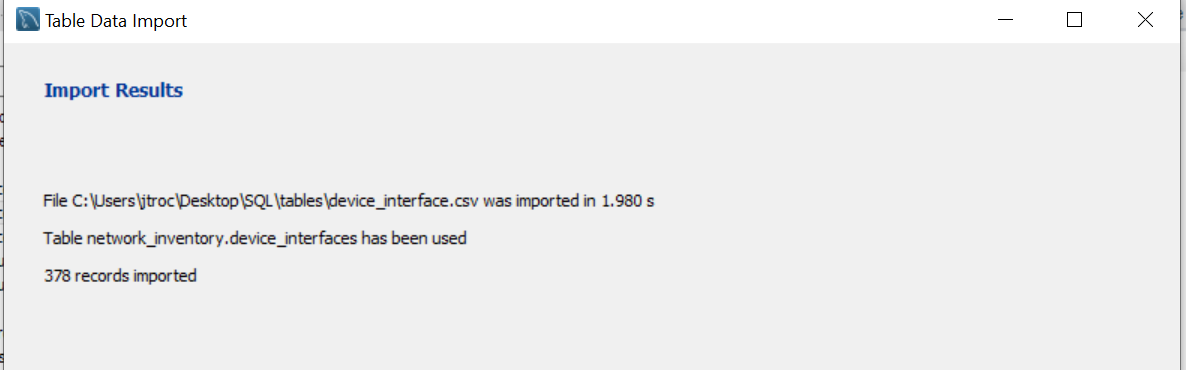 Table Data Import
Import Results
File C:\Users\jtroc\Desktop\SQL\tables\device_interface.csv was imported in 1.980 s
Table network_inventory.device_interfaces has been used
378 records imported